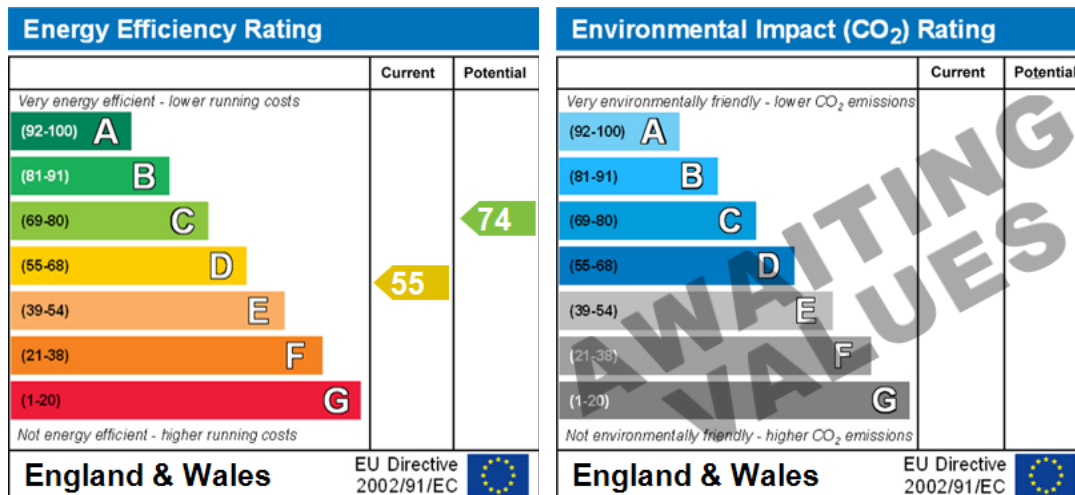 Energy Efficiency Rating
Current Potential
Very energy efficient - lower running costs
(92-100) A
(81-91) B
(69-80) C
74
(55-68) D
55
(39-54) E
(21-38) F
(1-20) G
Not energy efficient - higher running costs
England & Wales
EU Directive
2002/91/EC
Environmental Impact (CO₂) Rating
Current Potential
Very environmentally friendly - lower CO₂ emissions
(92-100) A
(81-91) B
(69-80) C
(55-68) D
(39-54) E
(21-38) F
(1-20) G
AWAITING
VALUES
Not environmentally friendly - higher CO₂ emissions
England & Wales
EU Directive
2002/91/EC